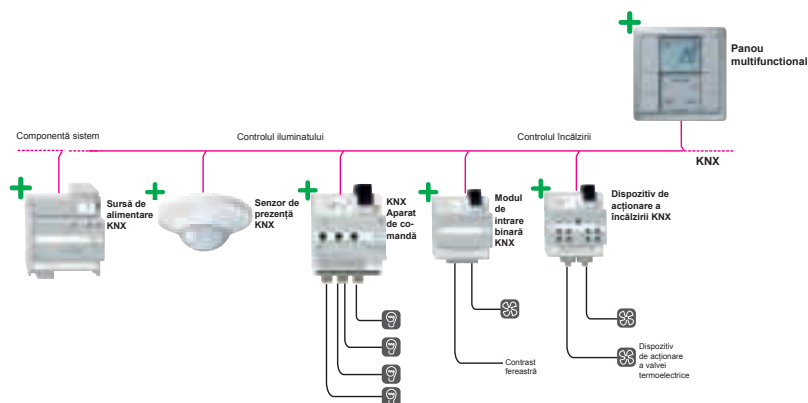 Panou
multifunctional
Componentă sistem
Controlul iluminatului
Controlul încălzirii
KNX
Sursă de
alimentare
KNX
Senzor de
prezență
KNX
KNX
Aparat
de co-
mandă
Modul
de
intrare
binară
KNX
Dispozitiv de
acționare a
încălzirii KNX
Contrast
fereastră
Dispozitiv
de acționare
a valvei
termoelectrice